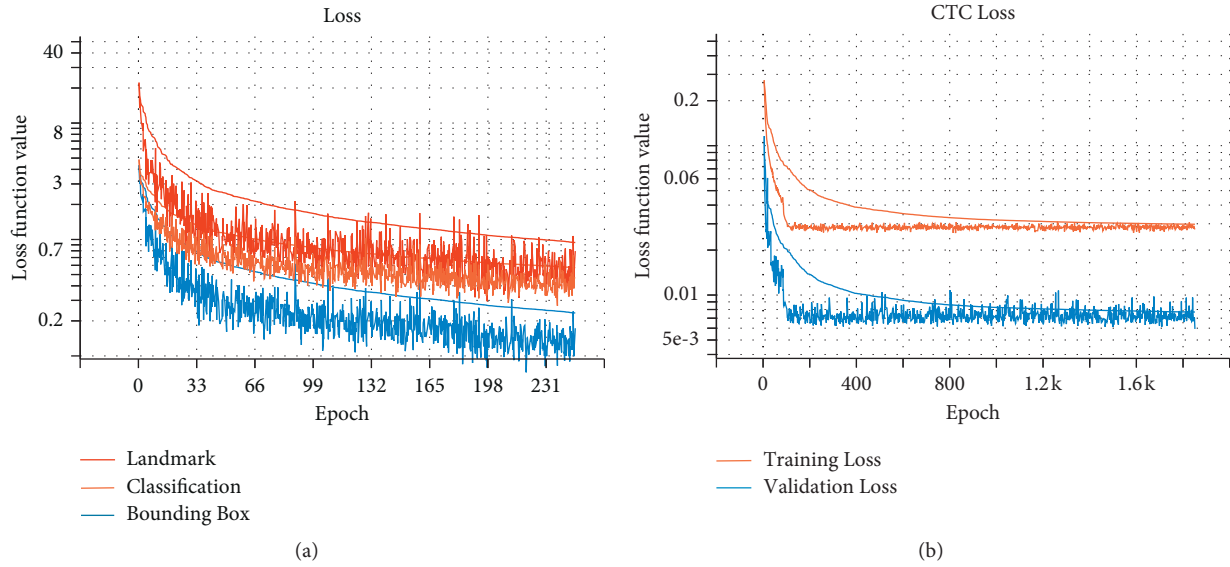 Loss
Loss function value
40
8
3
0.7
0.2
0 33 66 99 132 165 198 231
Epoch
Landmark
Classification
Bounding Box
(a)
CTC Loss
Loss function value
0.2
0.06
0.01
5e-3
0 400 800 1.2k 1.6k
Epoch
Training Loss
Validation Loss
(b)